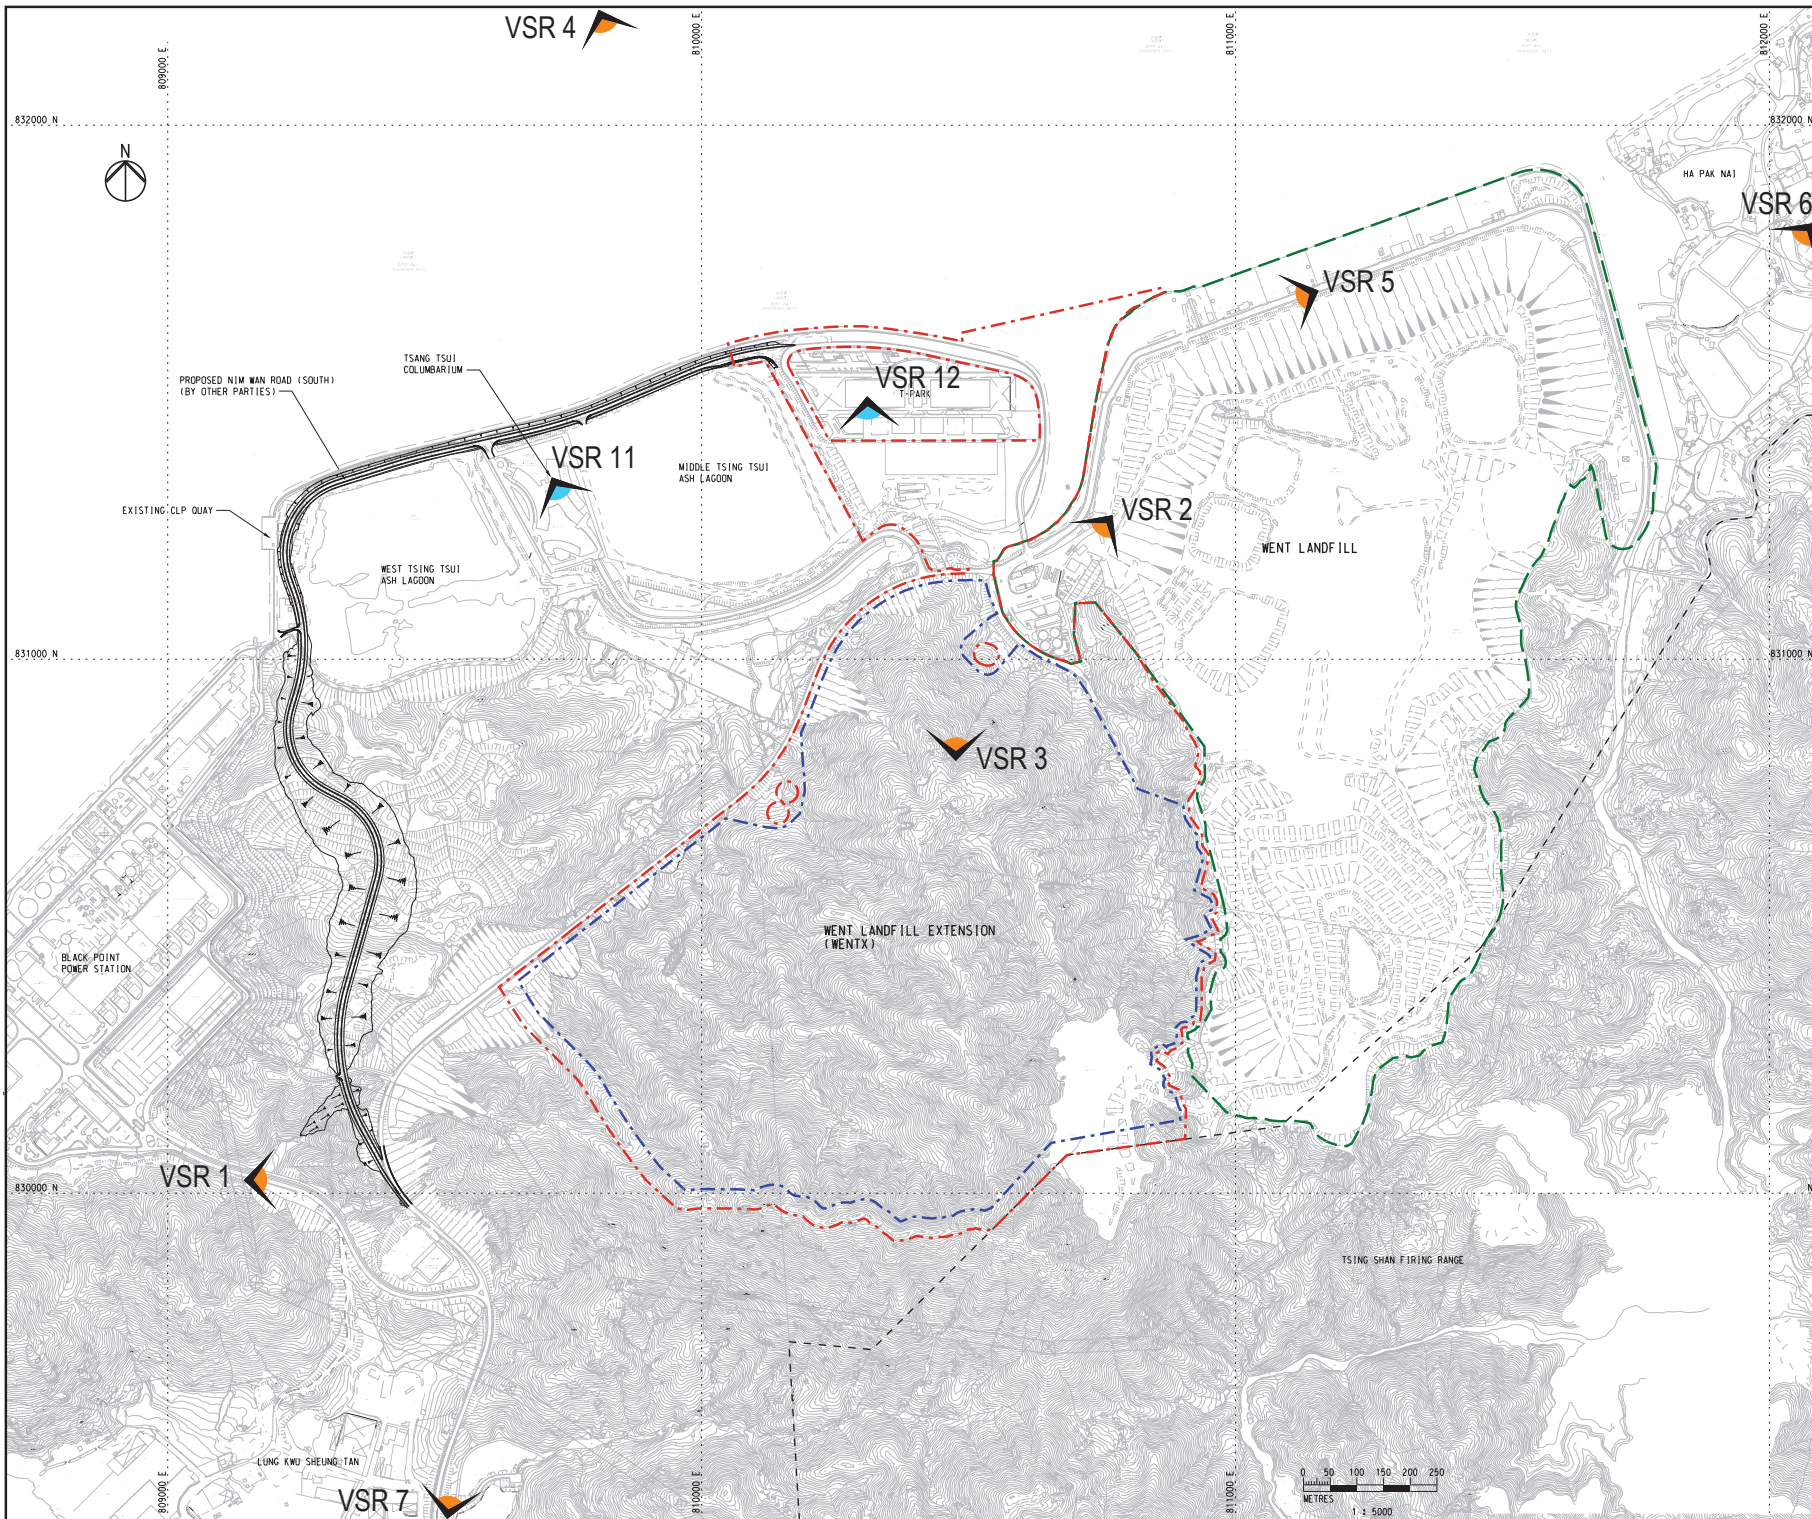 VSR 4
809000 E
810000 E
811000 E
812000 E
832000 N
832000 N
N
HA PAK NAI
VSR 6
VSR 5
TSANG TSUI
COLUMBARIUM
PROPOSED NIM WAN ROAD (SOUTH)
(BY OTHER PARTIES)
VSR 12
T-PARK
VSR 11
MIDDLE TSING TSUI
ASH LAGOON
EXISTING CLP QUAY
VSR 2
WENT LANDFILL
WEST TSING TSUI
ASH LAGOON
831000 N
831000 N
VSR 3
WENT LANDFILL EXTENSION
(WENTX)
BLACK POINT
POWER STATION
VSR 1
830000 N
N
TSING SHAN FIRING RANGE
LUNG KWU SHEUNG TAN
VSR 7
809000 E
810000 E
811000 E
0 50 100 150 200 250
METRES
1 : 5000